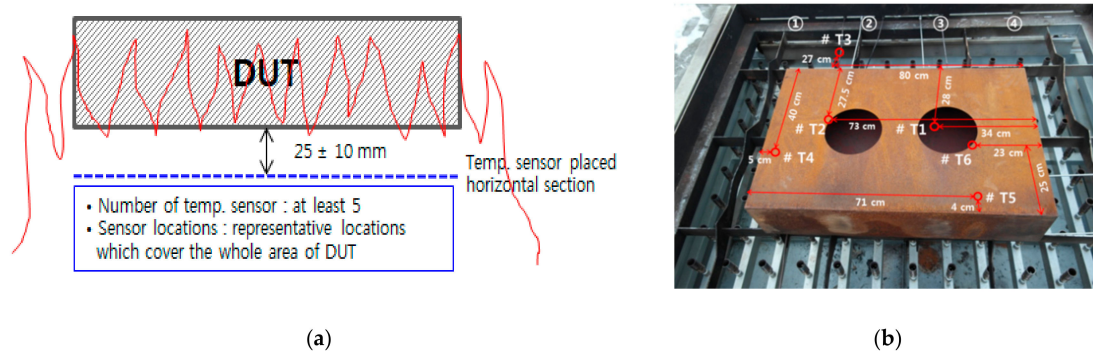 DUT
25 ± 10 mm
Temp. sensor placed
horizontal section
• Number of temp. sensor : at least 5
• Sensor locations : representative locations
which cover the whole area of DUT
(a)
① ② ③ ④
# T3
27 cm
80 cm
27.5 cm
28 cm
40 cm
# T2
73 cm
# T1
34 cm
5 cm
# T4
# T6
23 cm
25 cm
# T5
71 cm
4 cm
(b)